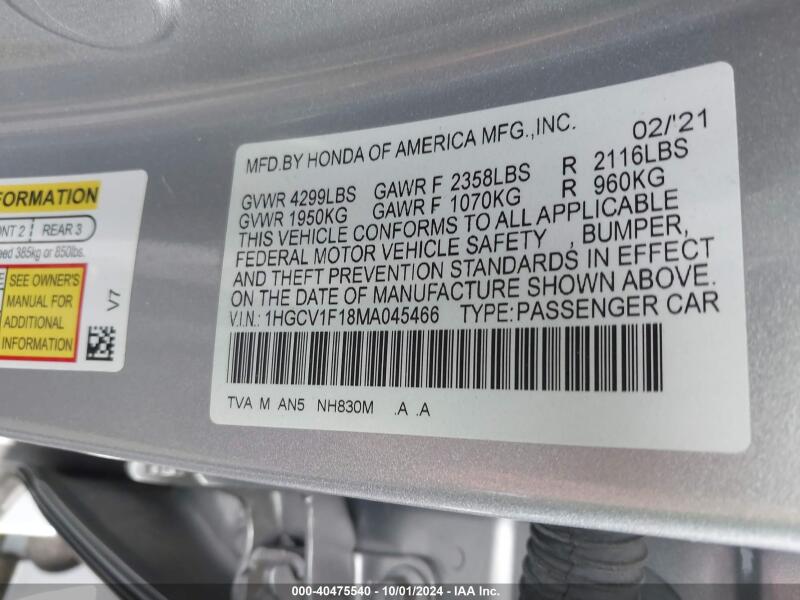 FORMATION
NT 2 REAR 3
eed 385kg or 850lbs.
SEE OWNER'S
MANUAL FOR
ADDITIONAL
INFORMATION
V7
MFD.BY HONDA OF AMERICA MFG.,INC. 02/'21
GVWR 4299LBS GAWR F 2358LBS R 2116LBS
GVWR 1950KG GAWR F 1070KG R 960KG
THIS VEHICLE CONFORMS TO ALL APPLICABLE
FEDERAL MOTOR VEHICLE SAFETY , BUMPER,
AND THEFT PREVENTION STANDARDS IN EFFECT
ON THE DATE OF MANUFACTURE SHOWN ABOVE.
V.I.N.: 1HGCV1F18MA045466 TYPE:PASSENGER CAR
TVA M AN5 NH830M .A .A
000-40475540 - 10/01/2024 - IAA Inc.